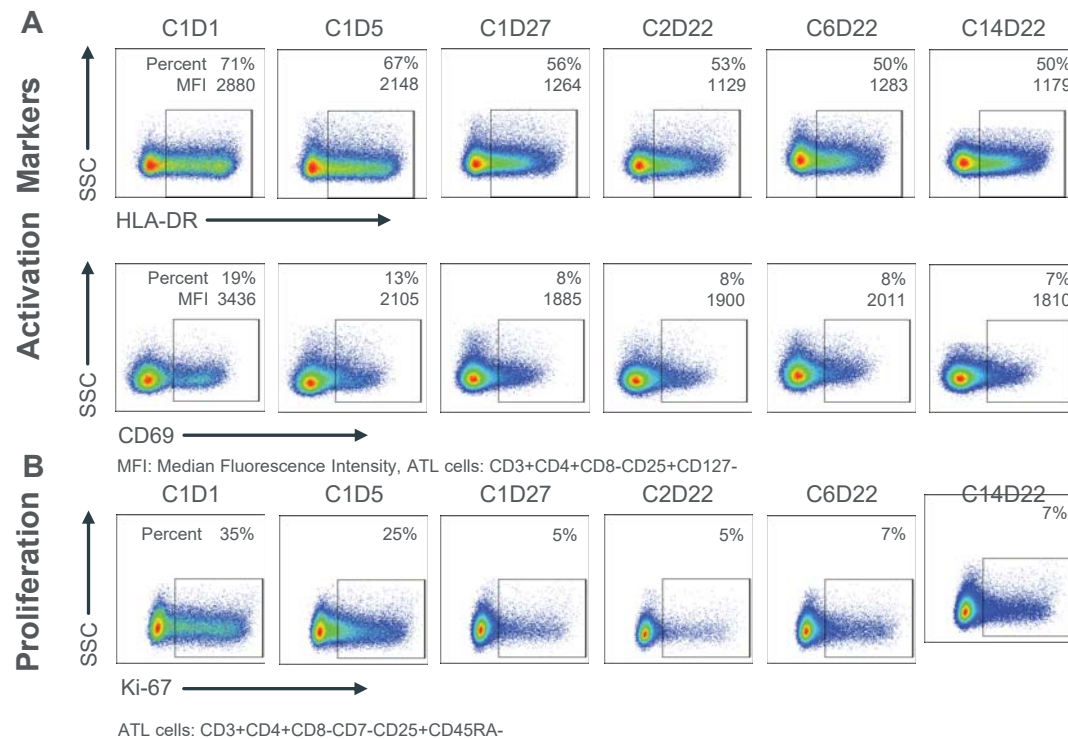 A
C1D1 C1D5 C1D27 C2D22 C6D22 C14D22
Activation Markers
SSC
Percent 71% 67% 56% 53% 50% 50%
MFI 2880 2148 1264 1129 1283 1179
HLA-DR
SSC
Percent 19% 13% 8% 8% 8% 7%
MFI 3436 2105 1885 1900 2011 1810
CD69
MFI: Median Fluorescence Intensity, ATL cells: CD3+CD4+CD8-CD25+CD127-
B
C1D1 C1D5 C1D27 C2D22 C6D22 C14D22
Proliferation
SSC
Percent 35% 25% 5% 5% 7% 7%
Ki-67
ATL cells: CD3+CD4+CD8-CD7-CD25+CD45RA-